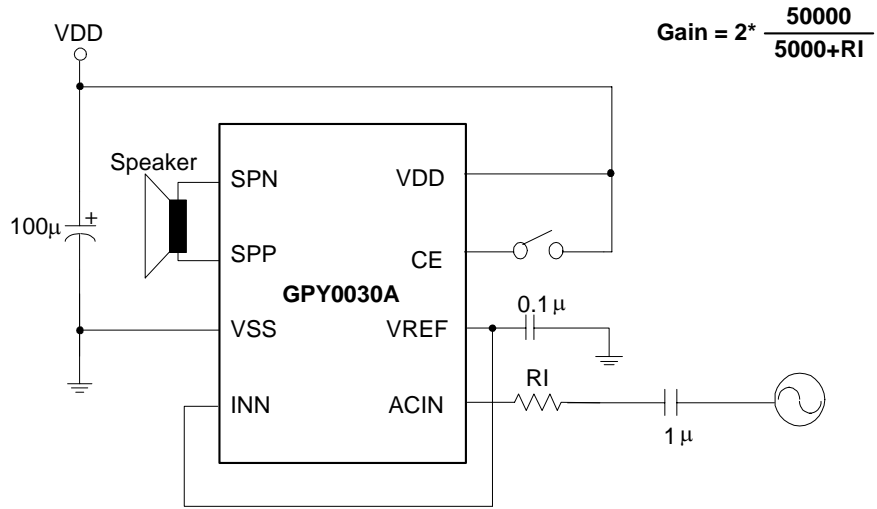 VDD
Gain = 2* 50000
5000+RI
Speaker
SPN
VDD
100μ
+
SPP
CE
GPY0030A
0.1 μ
VSS
VREF
RI
INN
ACIN
1 μ